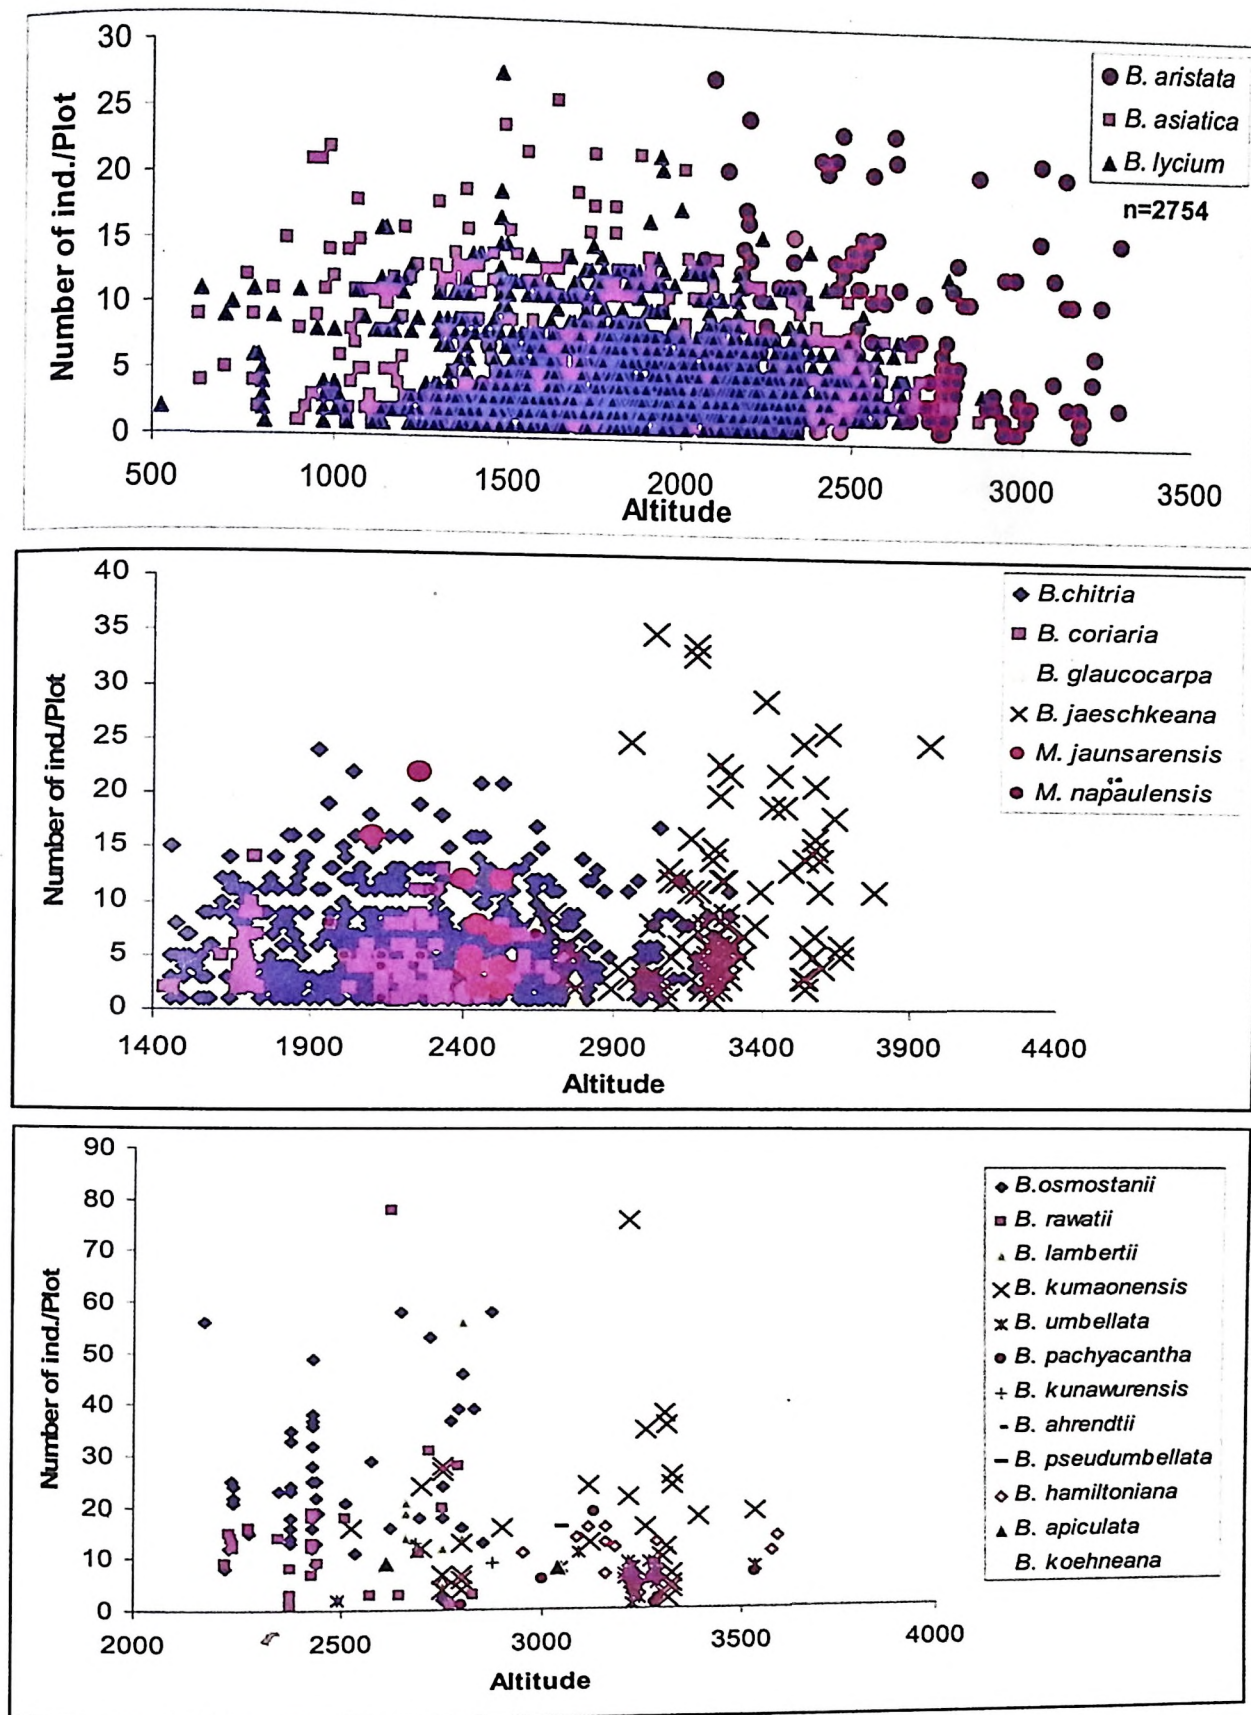 Number of ind./Plot
30
25
20
15
10
5
0
500 1000 1500 2000 2500 3000 3500
Altitude
B. aristata
B. asiatica
B. lycium
n=2754
Number of ind./Plot
40
35
30
25
20
15
10
5
0
1400 1900 2400 2900 3400 3900 4400
Altitude
B.chitria
B. coriaria
B. glaucocarpa
B. jaeschkeana
M. jaunsarensis
M. napaulensis
Number of ind./Plot
90
80
70
60
50
40
30
20
10
0
2000 2500 3000 3500 4000
Altitude
B.osmostanii
B. rawatii
B. lambertii
B. kumaonensis
B. umbellata
B. pachyacantha
B. kunawurensis
B. ahrendtii
B. pseudumbellata
B. hamiltoniana
B. apiculata
B. koehneana